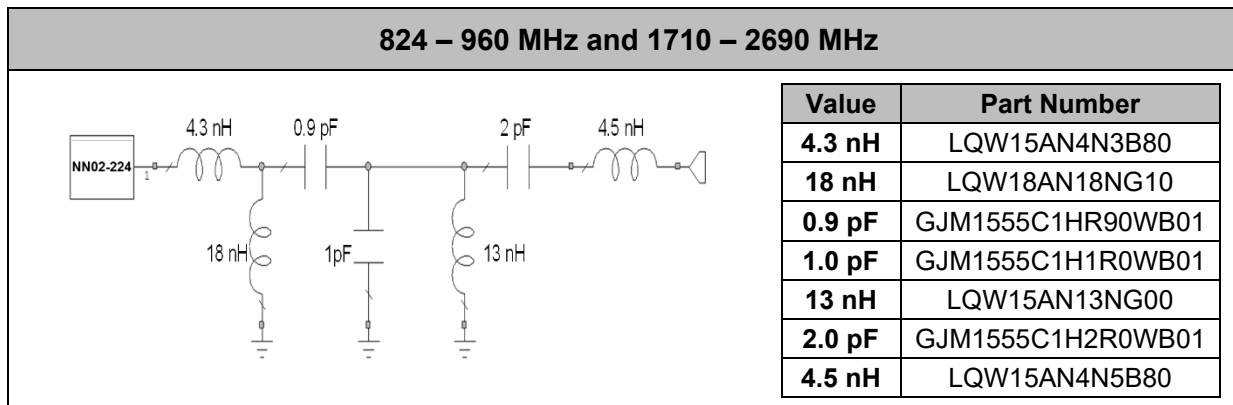 824 – 960 MHz and 1710 – 2690 MHz
4.3 nH
0.9 pF
2 pF
4.5 nH
NN02-224
1
18 nH
1pF
13 nH
Value Part Number
4.3 nH LQW15AN4N3B80
18 nH LQW18AN18NG10
0.9 pF GJM1555C1HR90WB01
1.0 pF GJM1555C1H1R0WB01
13 nH LQW15AN13NG00
2.0 pF GJM1555C1H2R0WB01
4.5 nH LQW15AN4N5B80